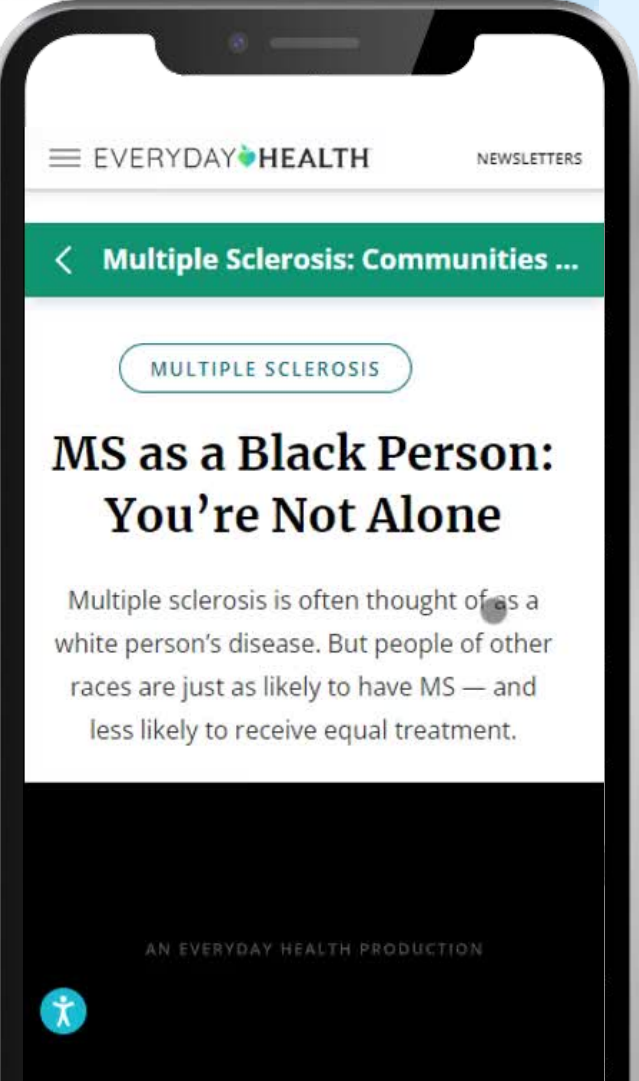 EVERYDAY HEALTH
NEWSLETTERS
Multiple Sclerosis: Communities ...
MULTIPLE SCLEROSIS
MS as a Black Person:
You’re Not Alone
Multiple sclerosis is often thought of as a
white person’s disease. But people of other
races are just as likely to have MS — and
less likely to receive equal treatment.
AN EVERYDAY HEALTH PRODUCTION